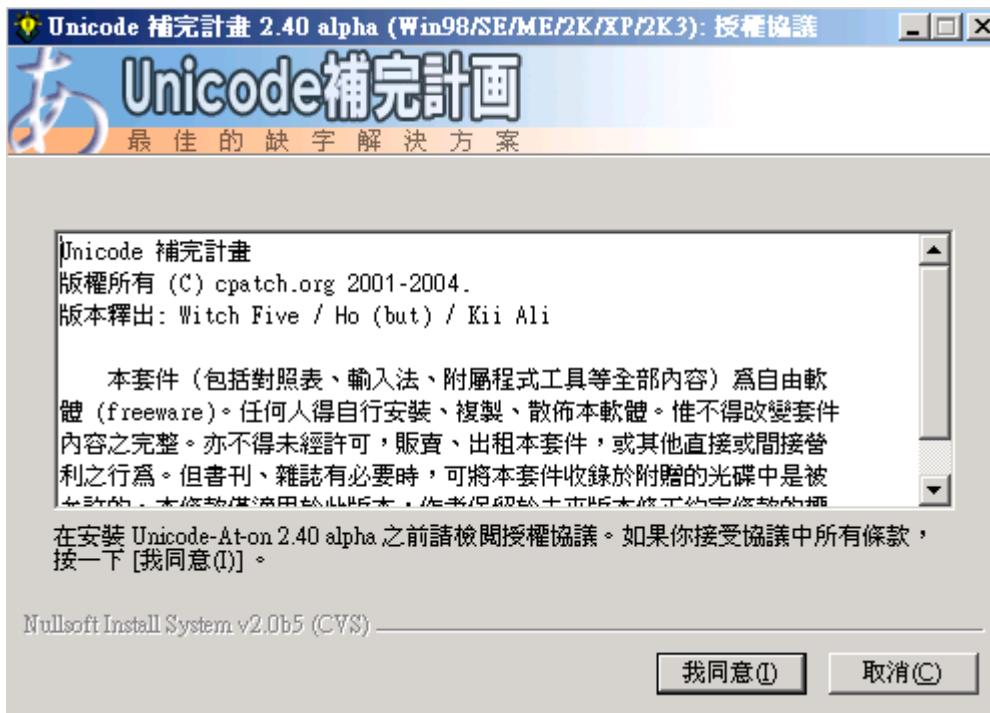 Unicode 補完計畫 2.40 alpha (Win98/SE/ME/2K/XP/2K3): 授權協議
あ
Unicode補完計画
最佳的缺字解決方案
Unicode 補完計畫
版權所有 (C) cpatch.org 2001-2004.
版本釋出: Witch Five / Ho (but) / Kii Ali
本套件（包括對照表、輸入法、附屬程式工具等全部內容）爲自由軟
體 (freeware)。任何人得自行安裝、複製、散佈本軟體。惟不得改變套件
內容之完整。亦不得未經許可，販賣、出租本套件，或其他直接或間接營
利之行爲。但書刊、雜誌有必要時，可將本套件收錄於附贈的光碟中是被
在安裝 Unicode-At-on 2.40 alpha 之前請檢閱授權協議。如果你接受協議中所有條款，
按一下 [我同意(I)] 。
Nullsoft Install System v2.0b5 (CVS)
我同意(I)
取消(C)